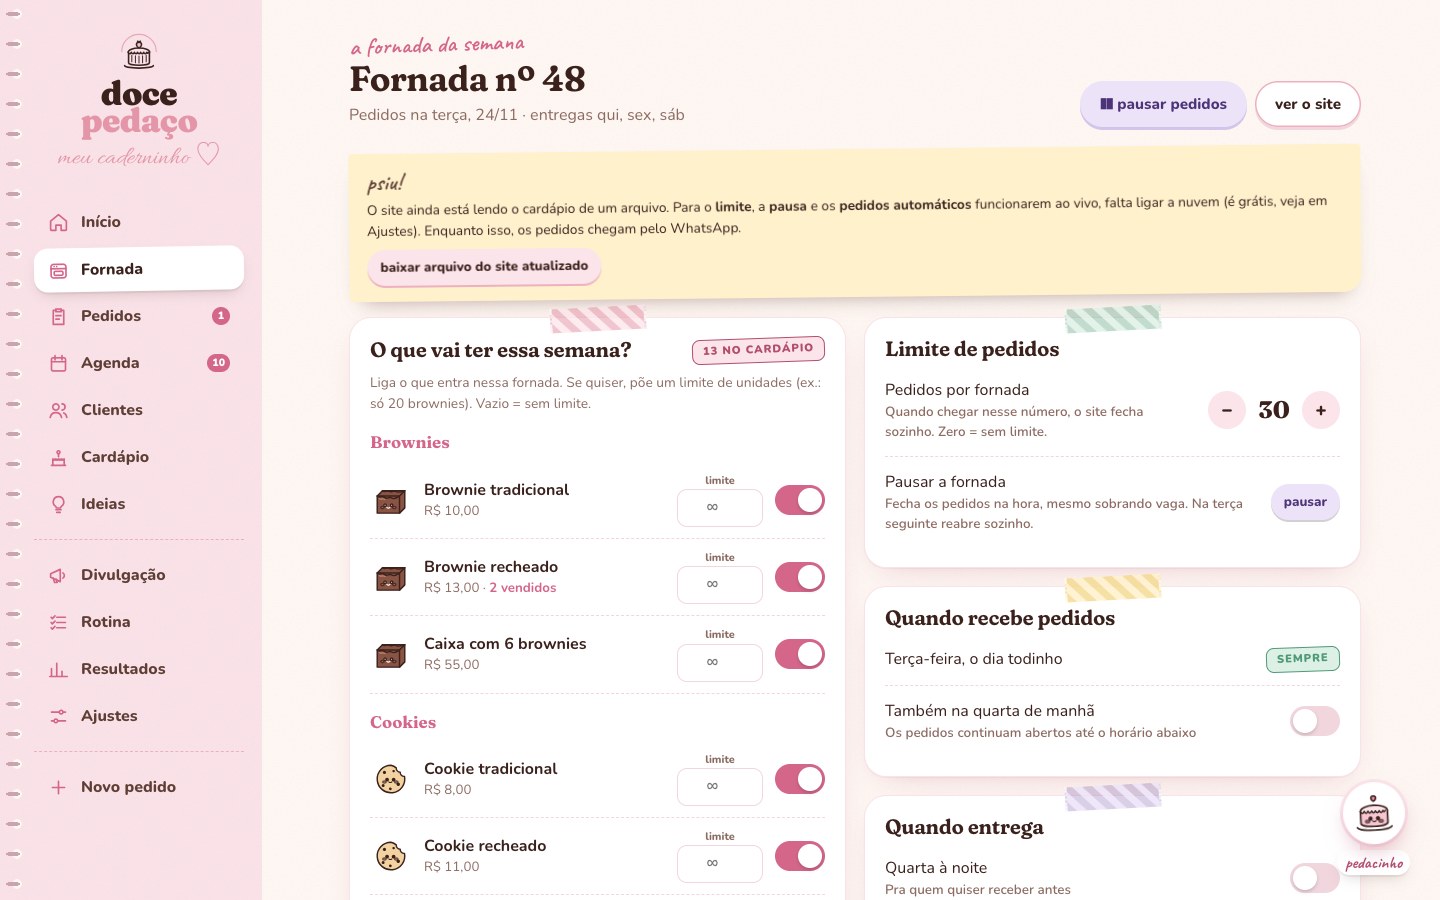 doce
pedaço
meu caderninho
Início
Fornada
Pedidos 1
Agenda 10
Clientes
Cardápio
Ideias
Divulgação
Rotina
Resultados
Ajustes
Novo pedido
a fornada da semana
Fornada nº 48
Pedidos na terça, 24/11 · entregas qui, sex, sáb
pausar pedidos
ver o site
psiu!
O site ainda está lendo o cardápio de um arquivo. Para o limite, a pausa e os pedidos automáticos funcionarem ao vivo, falta ligar a nuvem (é grátis, veja em
Ajustes). Enquanto isso, os pedidos chegam pelo WhatsApp.
baixar arquivo do site atualizado
O que vai ter essa semana?
13 NO CARDÁPIO
Liga o que entra nessa fornada. Se quiser, põe um limite de unidades (ex.:
só 20 brownies). Vazio = sem limite.
Brownies
Brownie tradicional
R$ 10,00
limite
∞
Brownie recheado
R$ 13,00 · 2 vendidos
limite
∞
Caixa com 6 brownies
R$ 55,00
limite
∞
Cookies
Cookie tradicional
R$ 8,00
limite
∞
Cookie recheado
R$ 11,00
limite
∞
Limite de pedidos
Pedidos por fornada
Quando chegar nesse número, o site fecha
sozinho. Zero = sem limite.
− 30 +
Pausar a fornada
Fecha os pedidos na hora, mesmo sobrando vaga. Na terça
seguinte reabre sozinho.
pausar
Quando recebe pedidos
Terça-feira, o dia todinho
SEMPRE
Também na quarta de manhã
Os pedidos continuam abertos até o horário abaixo
Quando entrega
Quarta à noite
Pra quem quiser receber antes
pedacinho